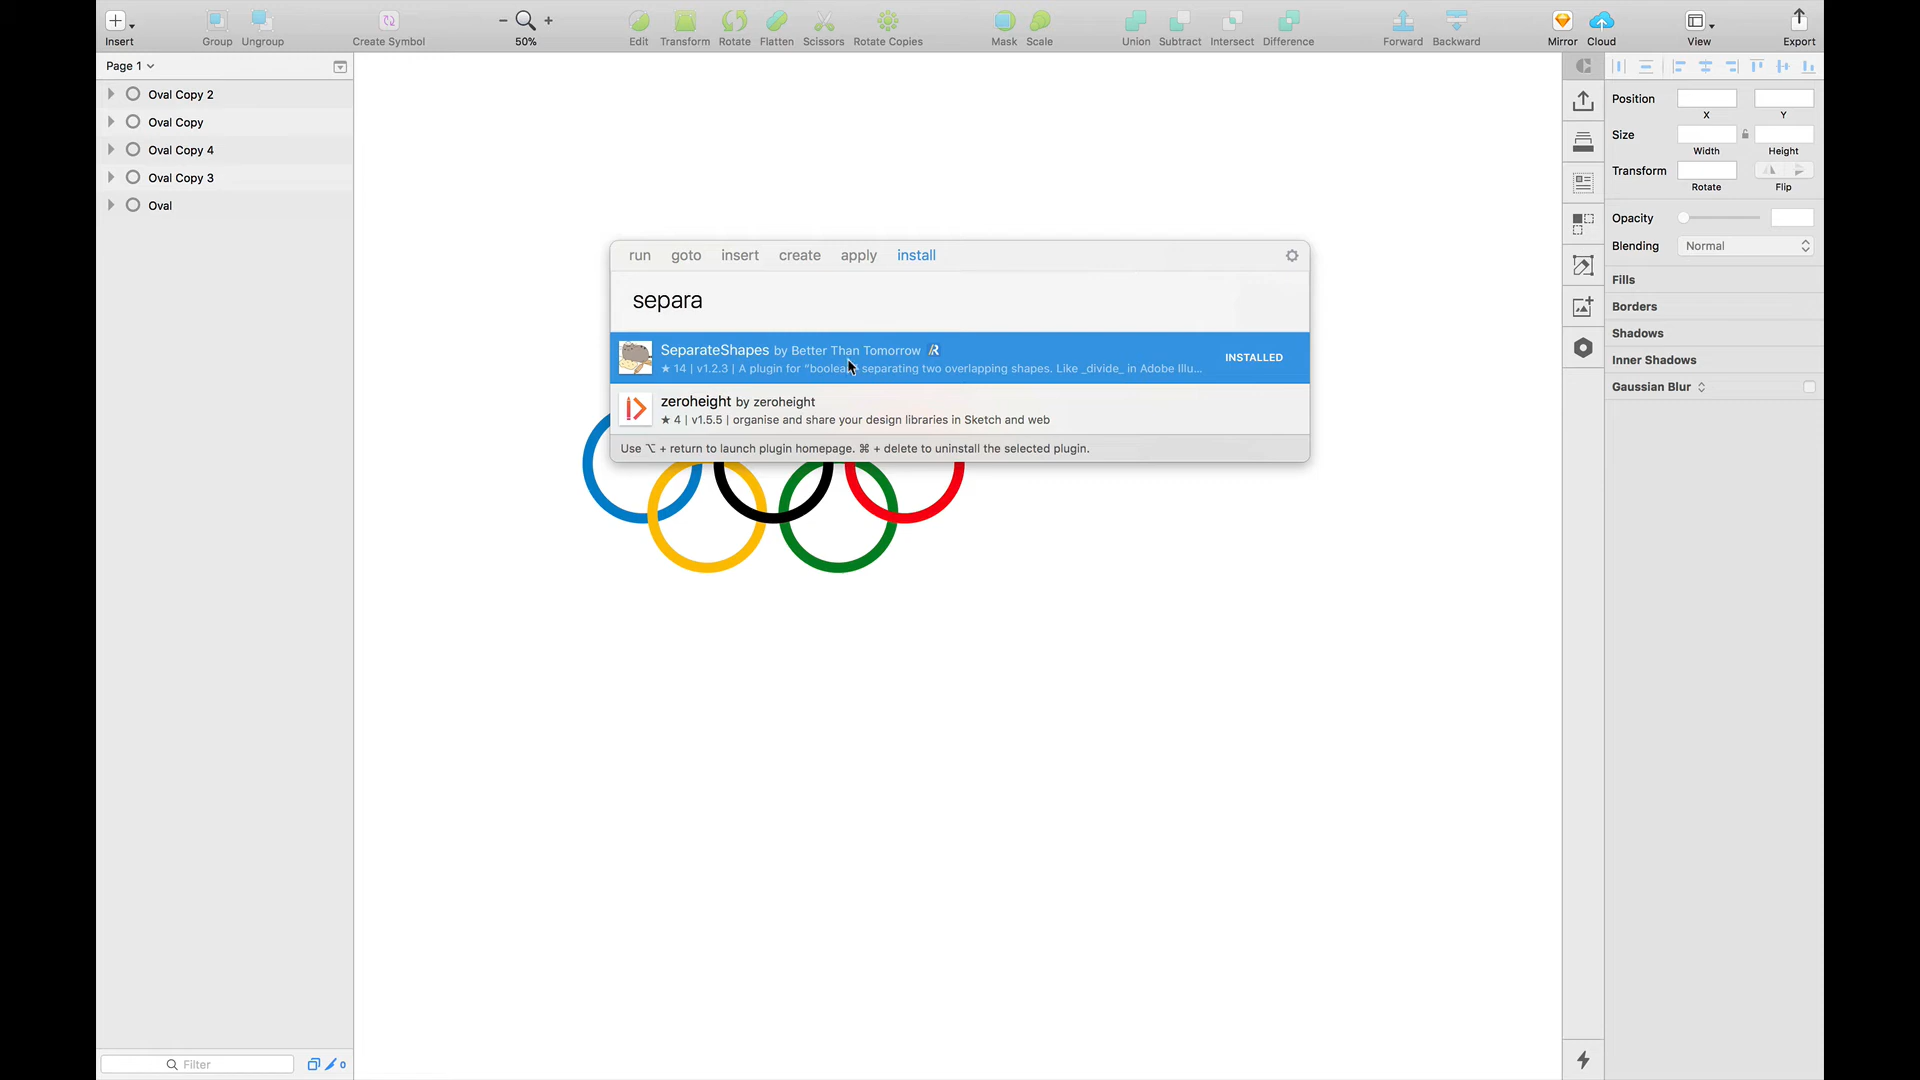 Insert
Group
Ungroup
Create Symbol
50%
Edit
Transform
Rotate
Flatten
Scissors
Rotate Copies
Mask
Scale
Union
Subtract
Intersect
Difference
Forward
Backward
Mirror
Cloud
View
Export
Page 1
Oval Copy 2
Oval Copy
Oval Copy 4
Oval Copy 3
Oval
run goto insert create apply install
separa
SeparateShapes by Better Than Tomorrow
★ 14 | v1.2.3 | A plugin for "boolea separating two overlapping shapes. Like _divide_ in Adobe Illu...
INSTALLED
zeroheight by zeroheight
★ 4 | v1.5.5 | organise and share your design libraries in Sketch and web
Use ⌥ + return to launch plugin homepage. ⌘ + delete to uninstall the selected plugin.
Position
X
Y
Size
Width
Height
Transform
Rotate
Flip
Opacity
Blending
Normal
Fills
Borders
Shadows
Inner Shadows
Gaussian Blur
Filter
0